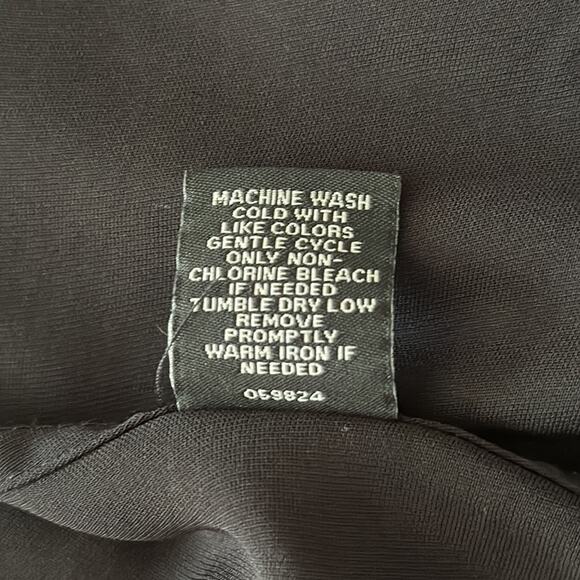 MACHINE WASH
COLD WITH
LIKE COLORS
GENTLE CYCLE
ONLY NON-
CHLORINE BLEACH
IF NEEDED
TUMBLE DRY LOW
REMOVE
PROMPTLY
WARM IRON IF
NEEDED
059824